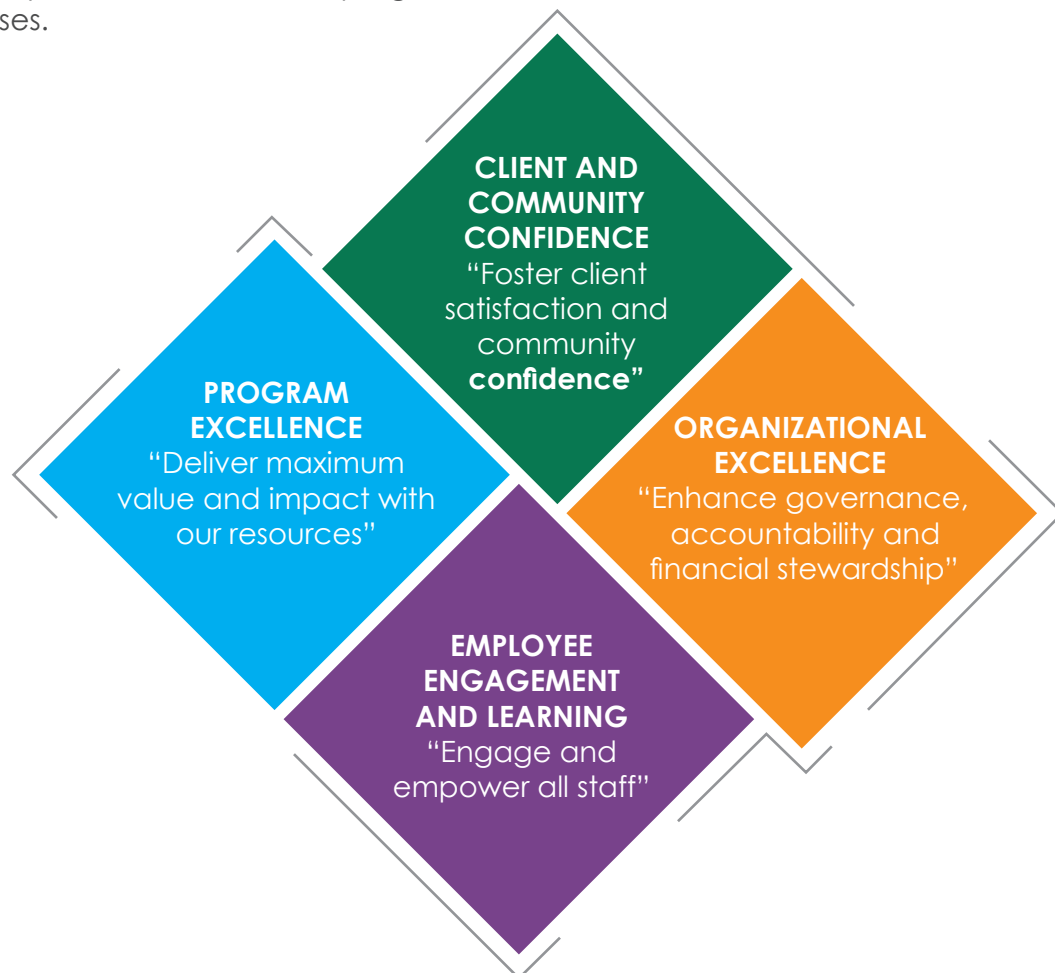 ses.
CLIENT AND
COMMUNITY
CONFIDENCE
“Foster client
satisfaction and
community
confidence”
PROGRAM
EXCELLENCE
“Deliver maximum
value and impact with
our resources”
ORGANIZATIONAL
EXCELLENCE
“Enhance governance,
accountability and
financial stewardship”
EMPLOYEE
ENGAGEMENT
AND LEARNING
“Engage and
empower all staff”